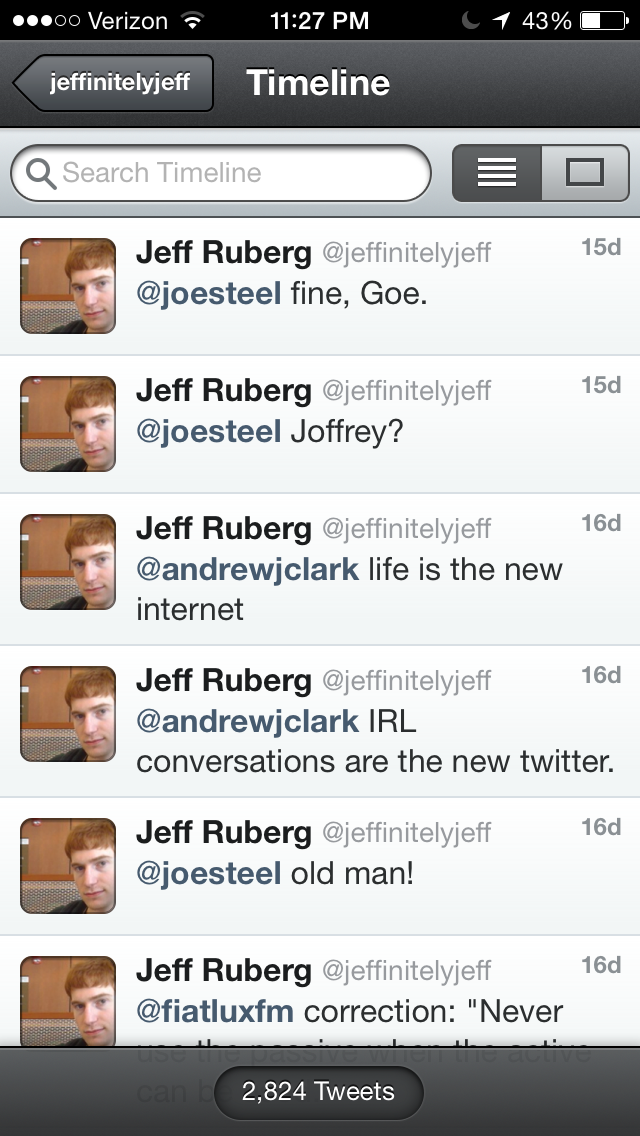 Verizon 11:27 PM 43%
jeffinitelyjeff Timeline
Search Timeline
Jeff Ruberg @jeffinitelyjeff 15d
@joesteel fine, Goe.
Jeff Ruberg @jeffinitelyjeff 15d
@joesteel Joffrey?
Jeff Ruberg @jeffinitelyjeff 16d
@andrewjclark life is the new
internet
Jeff Ruberg @jeffinitelyjeff 16d
@andrewjclark IRL
conversations are the new twitter.
Jeff Ruberg @jeffinitelyjeff 16d
@joesteel old man!
Jeff Ruberg @jeffinitelyjeff 16d
@fiatluxfm correction: "Never
use the passive when the active
can
2,824 Tweets